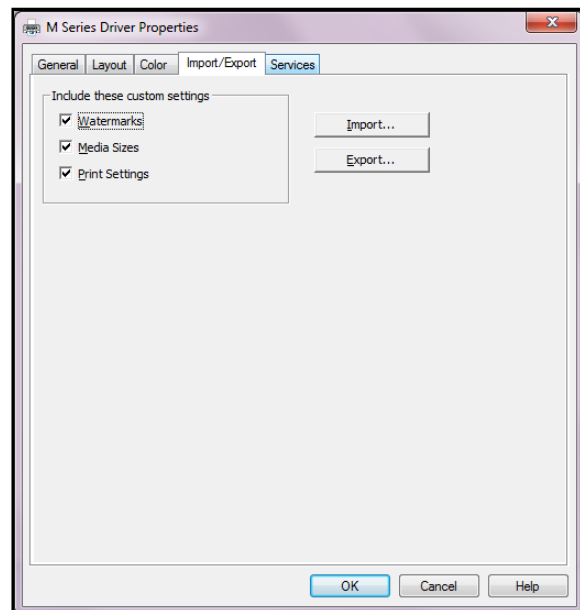 M Series Driver Properties
General Layout Color Import/Export Services
Include these custom settings
Watermarks
Import...
Media Sizes
Export...
Print Settings
OK Cancel Help